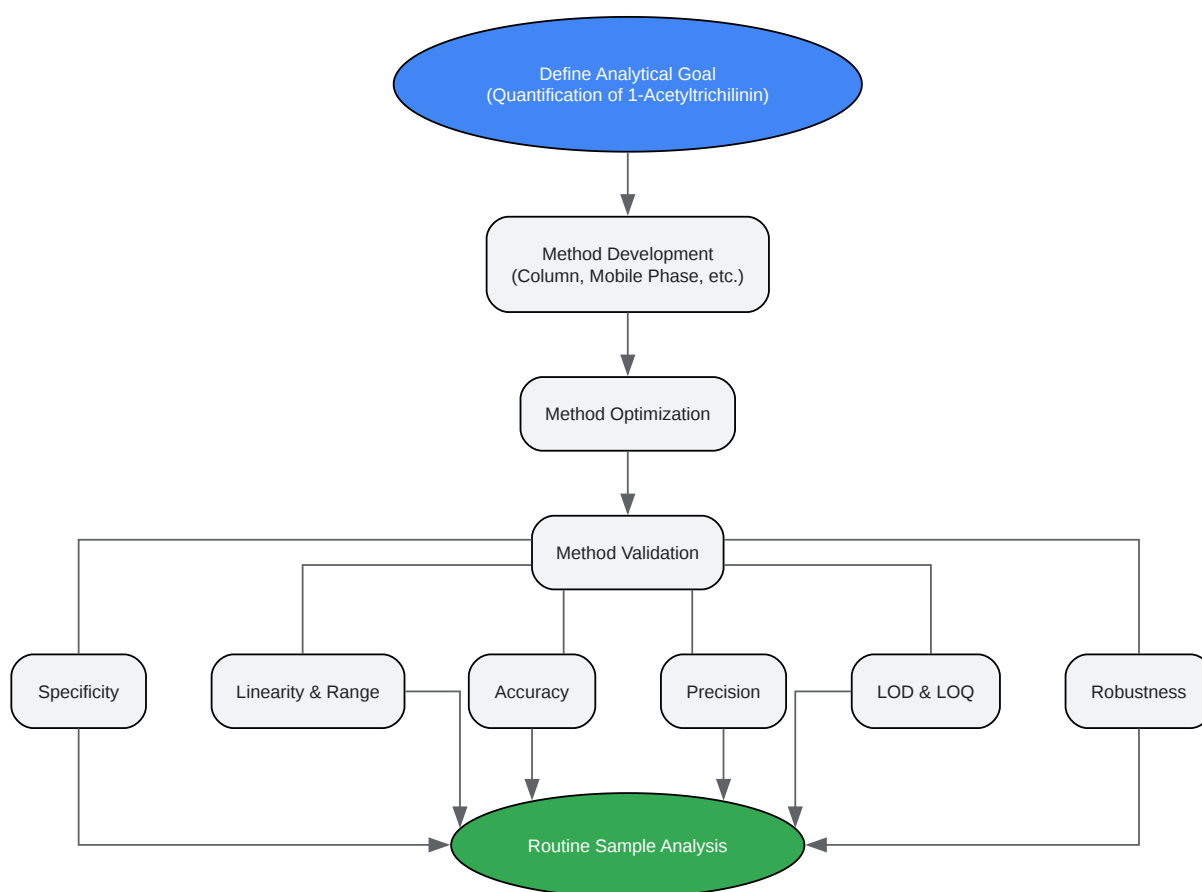 Define Analytical Goal
(Quantification of 1-Acetyltrichilinin)
Method Development
(Column, Mobile Phase, etc.)
Method Optimization
Method Validation
Specificity
Linearity & Range
Accuracy
Precision
LOD & LOQ
Robustness
Routine Sample Analysis